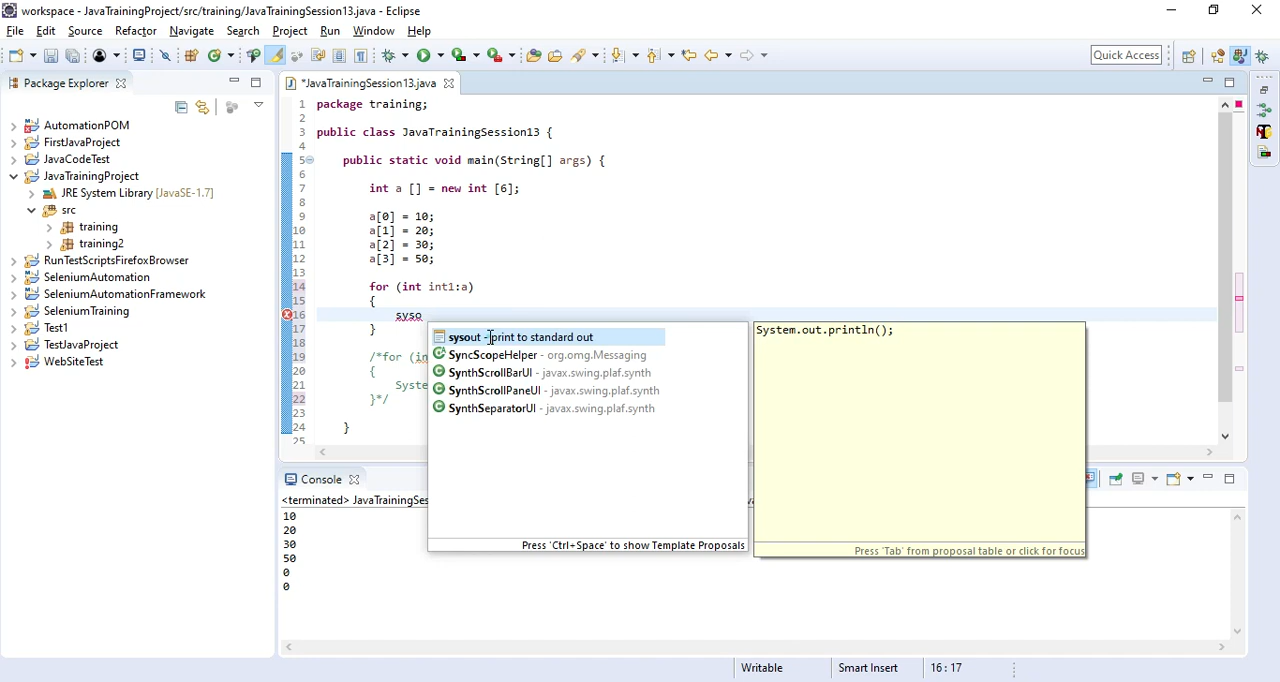 workspace - JavaTrainingProject/src/training/JavaTrainingSession13.java - Eclipse
File Edit Source Refactor Navigate Search Project Run Window Help
Quick Access
Package Explorer
*JavaTrainingSession13.java
AutomationPOM
FirstJavaProject
JavaCodeTest
JavaTrainingProject
JRE System Library [JavaSE-1.7]
src
training
training2
RunTestScriptsFirefoxBrowser
SeleniumAutomation
SeleniumAutomationFramework
SeleniumTraining
Test1
TestJavaProject
WebSiteTest
1 package training;
2
3 public class JavaTrainingSession13 {
4
5 public static void main(String[] args) {
6
7 int a [] = new int [6];
8
9 a[0] = 10;
10 a[1] = 20;
11 a[2] = 30;
12 a[3] = 50;
13
14 for (int int1:a)
15 {
16 syso
17 }
18
19 /*for (in
20 {
21 Syste
22 }*/
23
24 }
25
sysout - print to standard out
SyncScopeHelper - org.omg.Messaging
SynthScrollBarUI - javax.swing.plaf.synth
SynthScrollPaneUI - javax.swing.plaf.synth
SynthSeparatorUI - javax.swing.plaf.synth
Press 'Ctrl+Space' to show Template Proposals
System.out.println();
Press 'Tab' from proposal table or click for focus
Console
<terminated> JavaTrainingSes
10
20
30
50
0
0
Writable Smart Insert 16 : 17